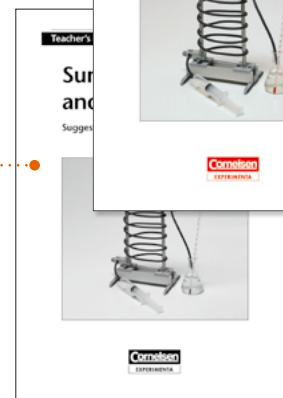 Teacher's
Sur
and
Sugges
Cornelsen
EXPERIMENTA
Cornelsen
EXPERIMENTA